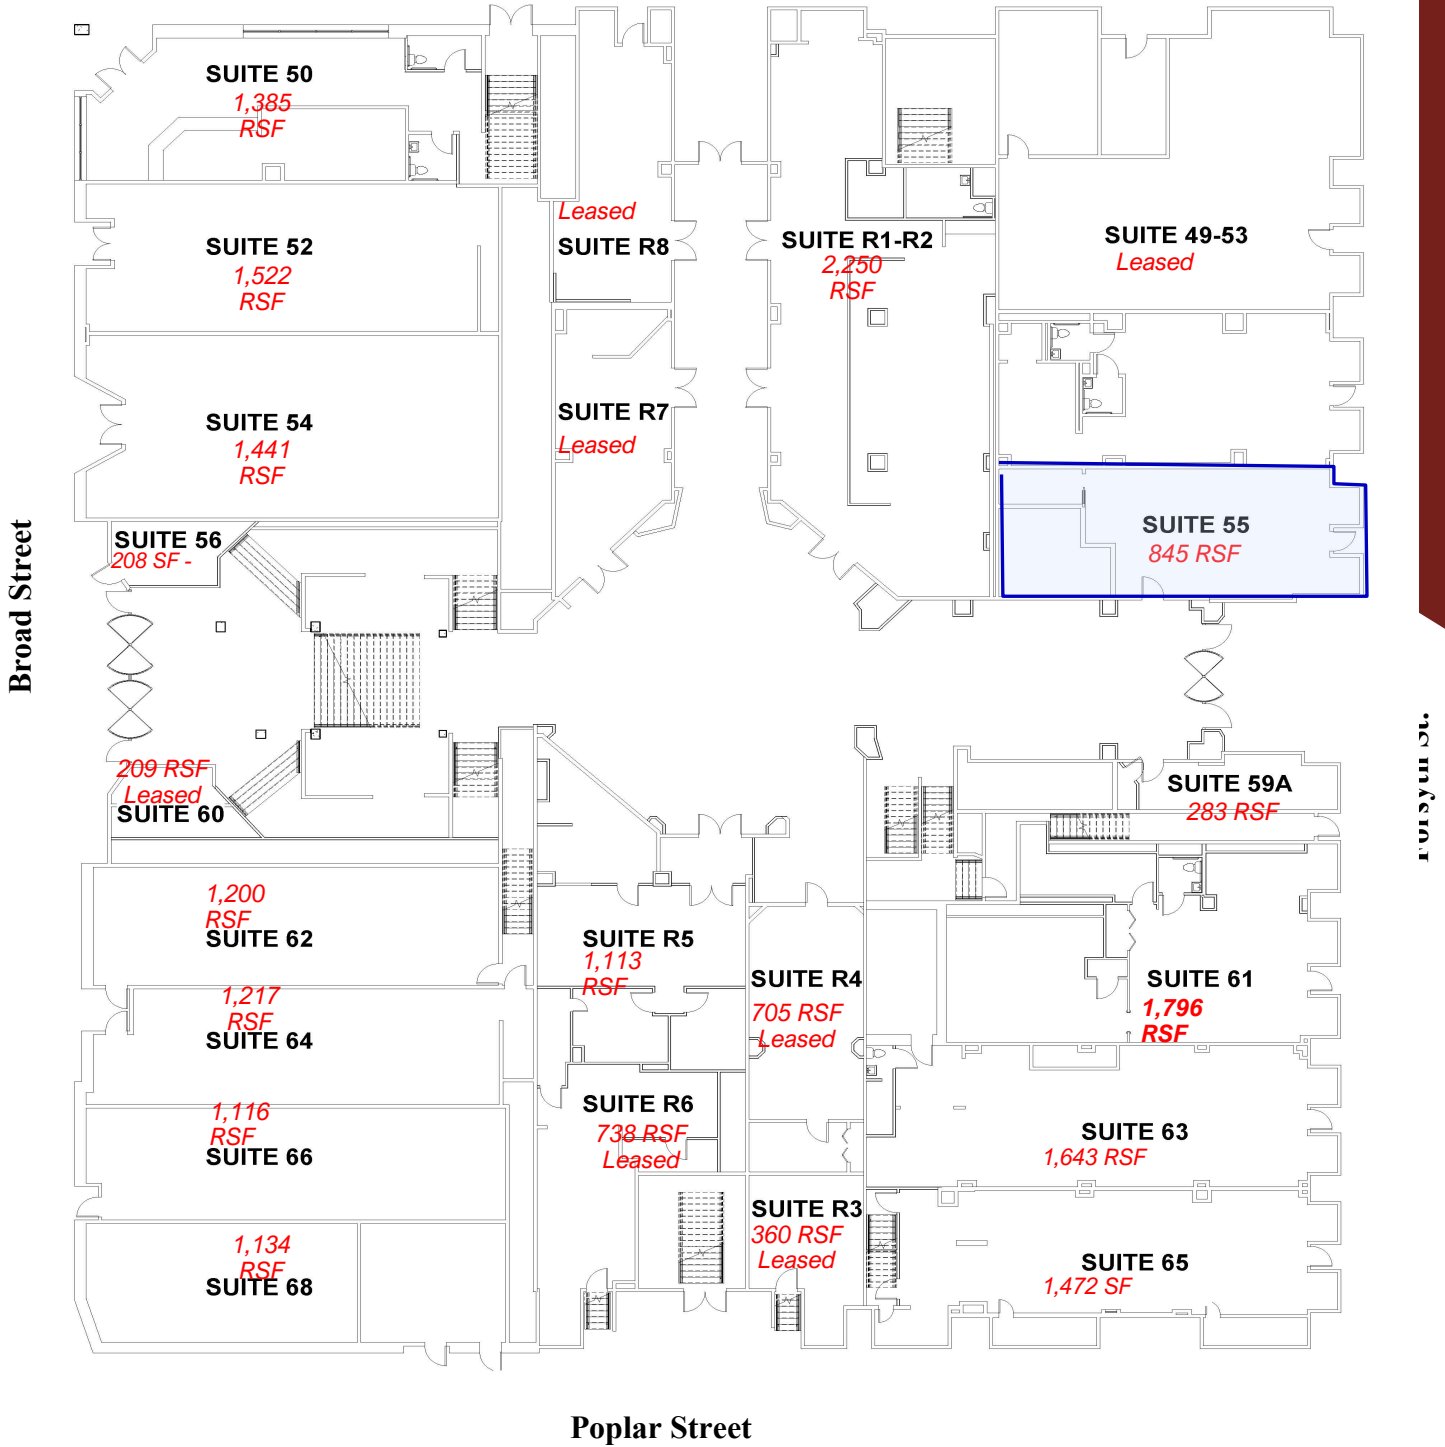 SUITE 50
1,385
RSF
SUITE 52
1,522
RSF
SUITE 54
1,441
RSF
SUITE 56
208 SF -
Leased
SUITE R8
SUITE R7
Leased
SUITE R1-R2
2,250
RSF
SUITE 49-53
Leased
SUITE 55
845 RSF
Broad Street
Forsyth St.
209 RSF
Leased
SUITE 60
SUITE 59A
283 RSF
1,200
RSF
SUITE 62
1,217
RSF
SUITE 64
1,116
RSF
SUITE 66
1,134
RSF
SUITE 68
SUITE R5
1,113
RSF
SUITE R4
705 RSF
Leased
SUITE R6
738 RSF
Leased
SUITE R3
360 RSF
Leased
SUITE 61
1,796
RSF
SUITE 63
1,643 RSF
SUITE 65
1,472 SF
Poplar Street